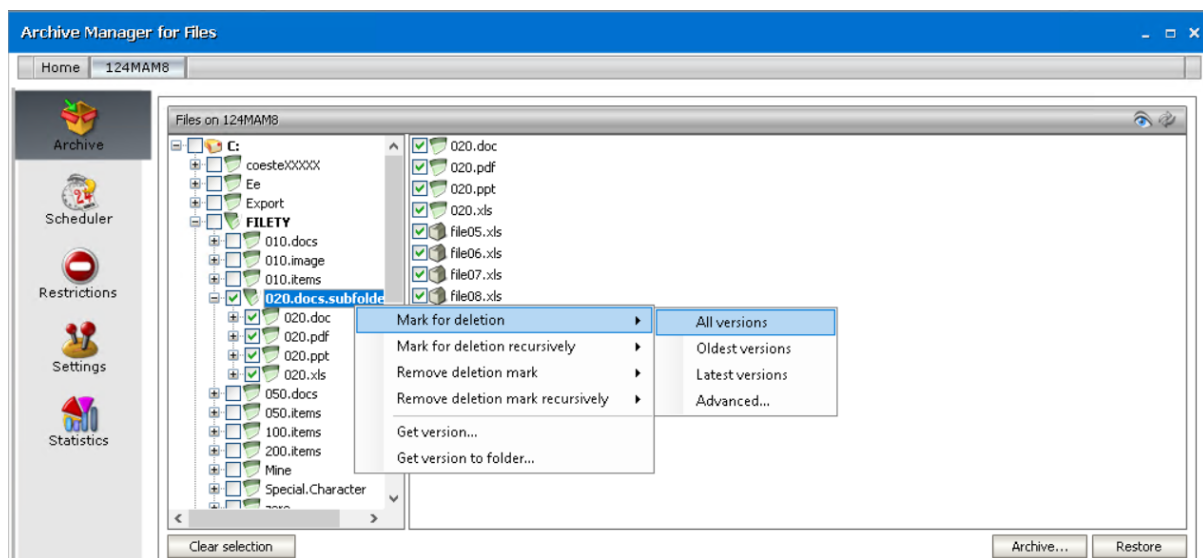 Archive Manager for Files
Home 124MAM8
Archive
Scheduler
Restrictions
Settings
Statistics
Files on 124MAM8
C:
coesteXXXXX
Ee
Export
FILETY
010.docs
010.image
010.items
020.docs.subfolde
020.doc
020.pdf
020.ppt
020.xls
050.docs
050.items
100.items
200.items
Mine
Special.Character
020.doc
020.pdf
020.ppt
020.xls
file05.xls
file06.xls
file07.xls
file08.xls
Mark for deletion
Mark for deletion recursively
Remove deletion mark
Remove deletion mark recursively
Get version...
Get version to folder...
All versions
Oldest versions
Latest versions
Advanced...
Clear selection
Archive...
Restore